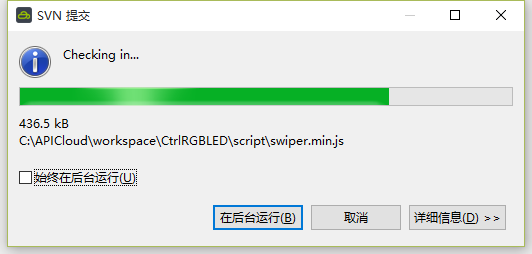 SVN 提交
Checking in...
436.5 kB
C:\APICloud\workspace\CtrlRGBLED\script\swiper.min.js
始终在后台运行(U)
在后台运行(B) 取消 详细信息(D) >>